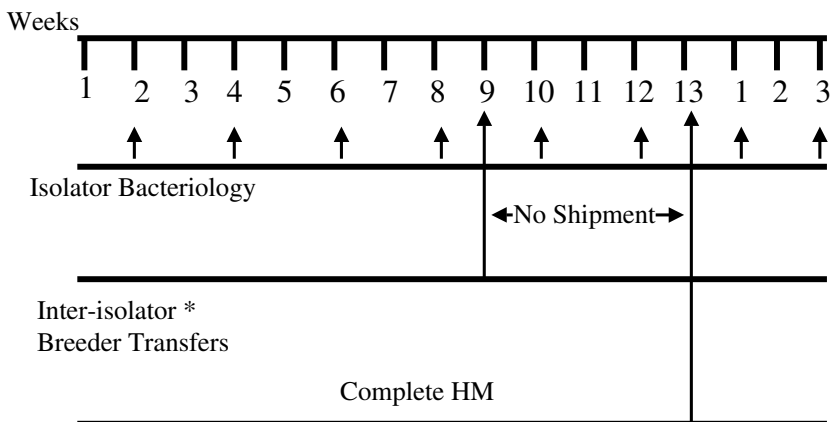 Weeks
1 2 3 4 5 6 7 8 9 10 11 12 13 1 2 3
Isolator Bacteriology
No Shipment
Inter-isolator *
Breeder Transfers
Complete HM